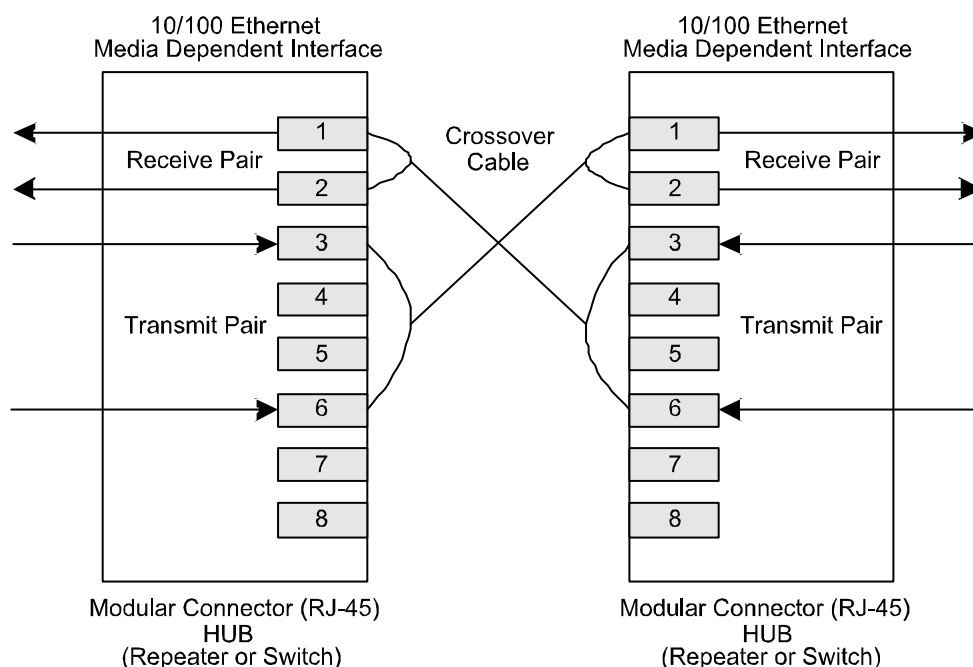 10/100 Ethernet
Media Dependent Interface
10/100 Ethernet
Media Dependent Interface
1
Receive Pair
2
3
4
Transmit Pair
5
6
7
8
Crossover
Cable
1
Receive Pair
2
3
4
Transmit Pair
5
6
7
8
Modular Connector (RJ-45)
HUB
(Repeater or Switch)
Modular Connector (RJ-45)
HUB
(Repeater or Switch)